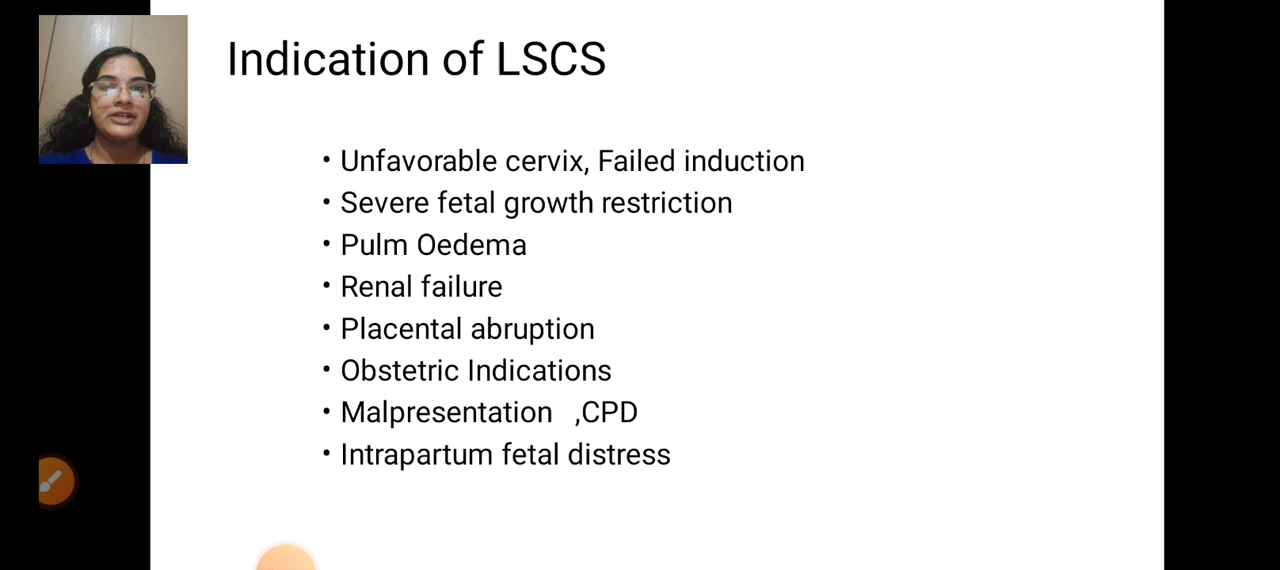 Indication of LSCS
• Unfavorable cervix, Failed induction
• Severe fetal growth restriction
• Pulm Oedema
• Renal failure
• Placental abruption
• Obstetric Indications
• Malpresentation ,CPD
• Intrapartum fetal distress